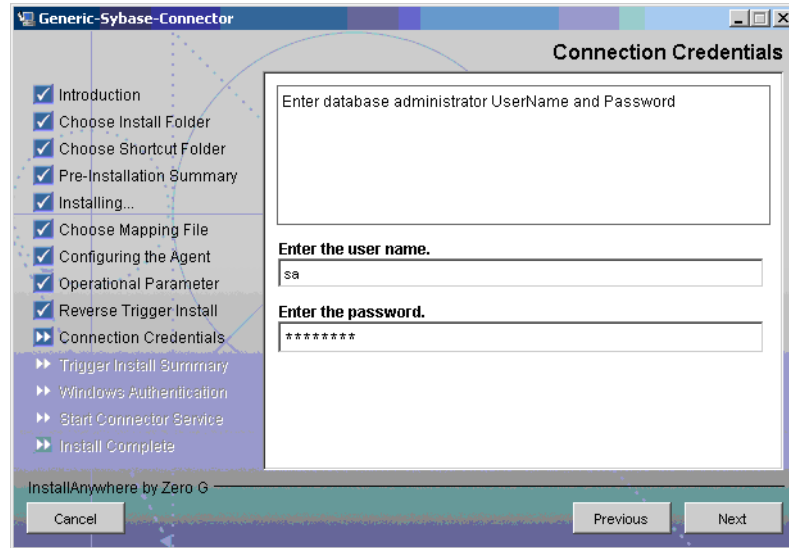 Generic-Sybase-Connector
Connection Credentials
Introduction
Choose Install Folder
Choose Shortcut Folder
Pre-Installation Summary
Installing...
Choose Mapping File
Configuring the Agent
Operational Parameter
Reverse Trigger Install
Connection Credentials
Trigger Install Summary
Windows Authentication
Start Connector Service
Install Complete
Enter database administrator UserName and Password
Enter the user name.
sa
Enter the password.
********
InstallAnywhere by Zero G
Cancel
Previous
Next